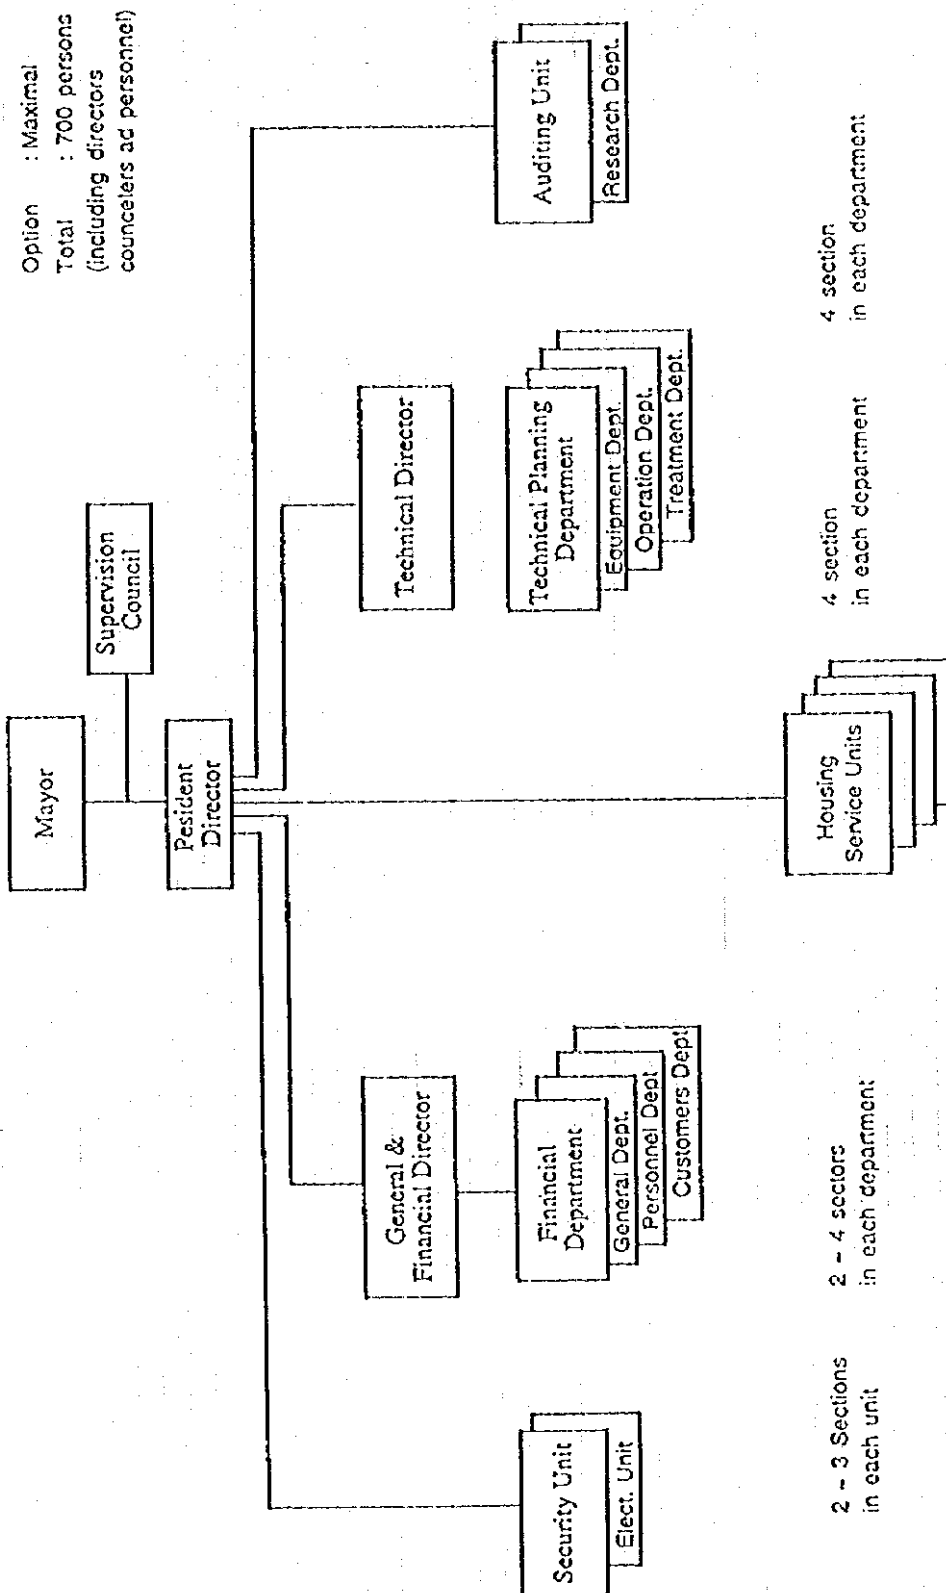 Option : Maximal
Total : 700 persons
(including directors
councelers ad personnel)
Mayor
Supervision
Council
Pesident
Director
General &
Financial Director
Technical Director
Security Unit
Elect. Unit
Financial
Department
General Dept.
Personnel Dept
Customers Dept
Technical Planning
Department
Equipment Dept.
Operation Dept.
Treatment Dept.
Auditing Unit
Research Dept.
Housing
Service Units
2 - 3 Sections
in each unit
2 - 4 sectors
in each department
4 section
in each department
4 section
in each department